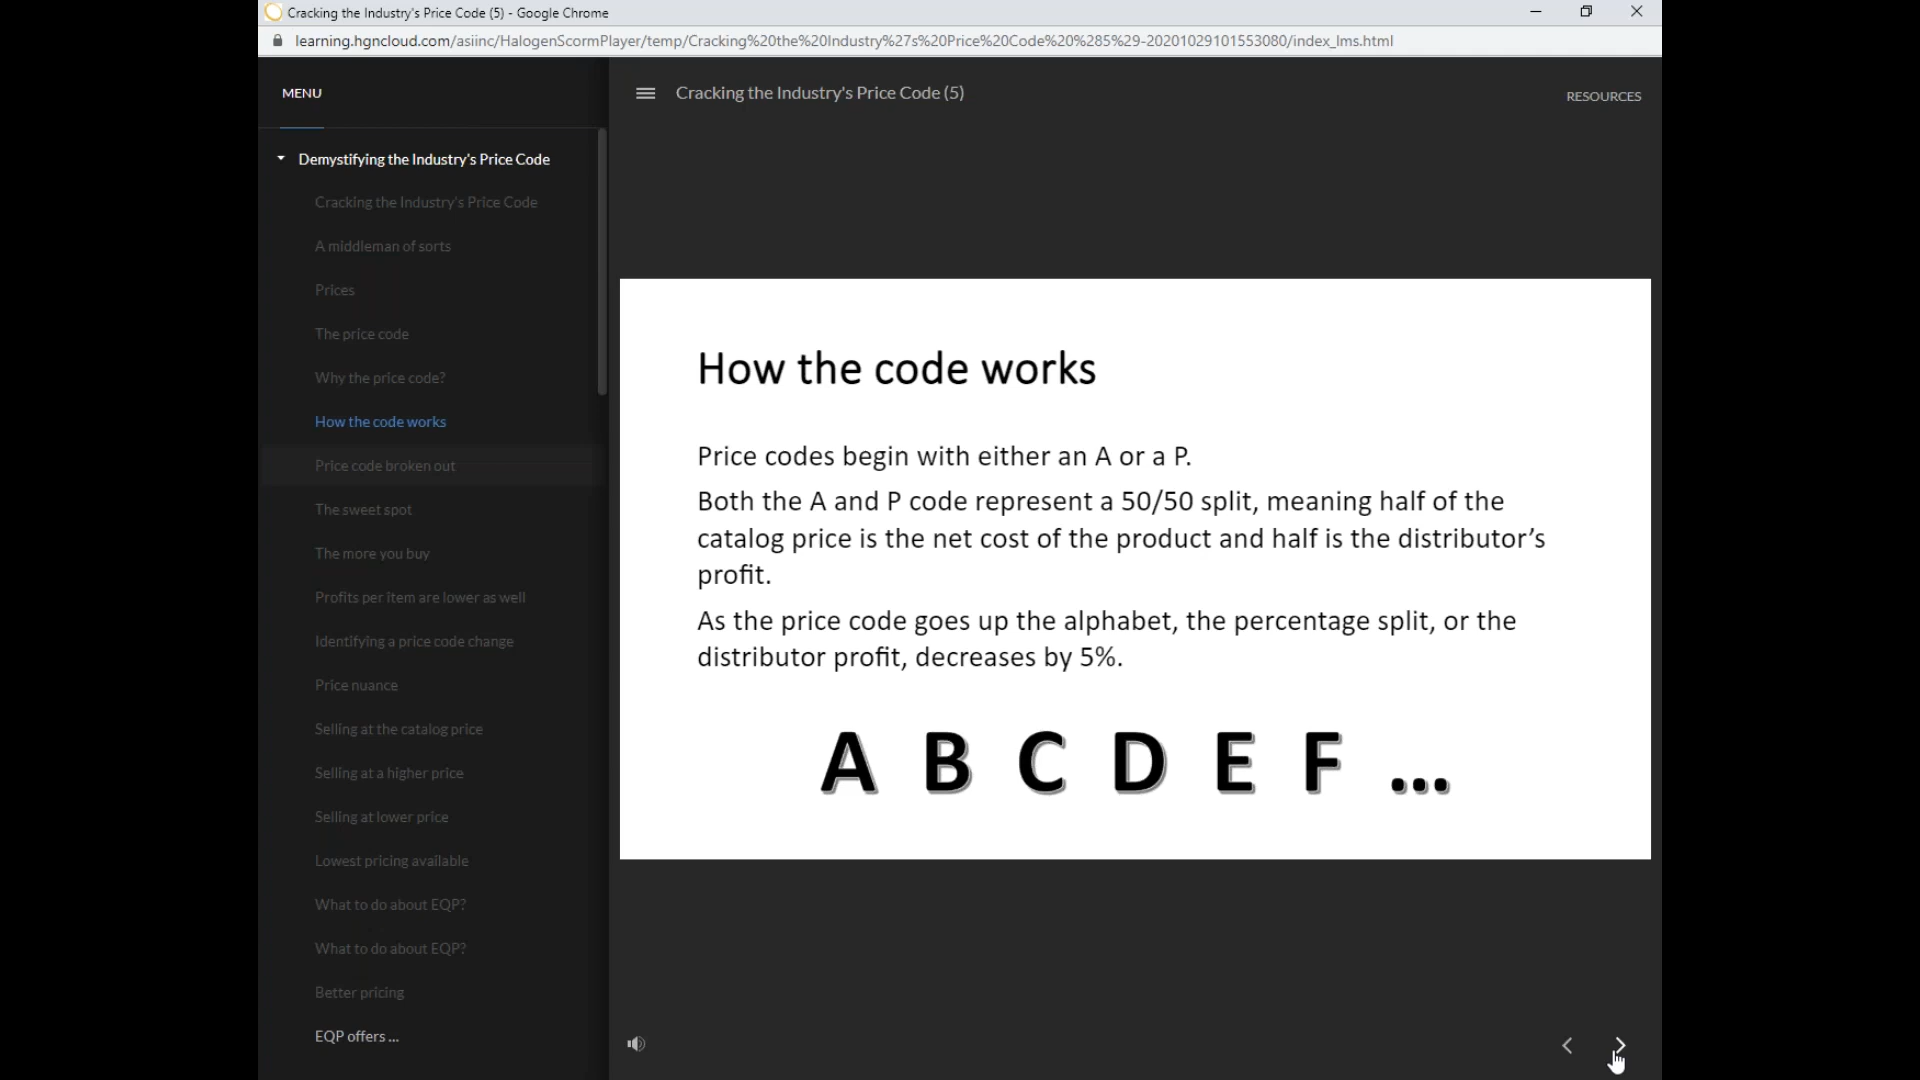 Cracking the Industry's Price Code (5) - Google Chrome
learning.hgncloud.com/asiinc/HalogenScormPlayer/temp/Cracking%20the%20Industry%27s%20Price%20Code%20%285%29-20201029101553080/index_lms.html
MENU
Cracking the Industry's Price Code (5)
RESOURCES
Demystifying the Industry's Price Code
Cracking the Industry's Price Code
A middleman of sorts
Prices
The price code
Why the price code?
How the code works
Price code broken out
The sweet spot
The more you buy
Profits per item are lower as well
Identifying a price code change
Price nuance
Selling at the catalog price
Selling at a higher price
Selling at lower price
Lowest pricing available
What to do about EQP?
What to do about EQP?
Better pricing
EQP offers ...
How the code works
Price codes begin with either an A or a P.
Both the A and P code represent a 50/50 split, meaning half of the
catalog price is the net cost of the product and half is the distributor’s
profit.
As the price code goes up the alphabet, the percentage split, or the
distributor profit, decreases by 5%.
A B C D E F ...